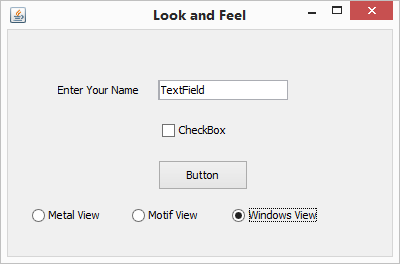 Look and Feel
Enter Your Name TextField
CheckBox
Button
Metal View Motif View Windows View